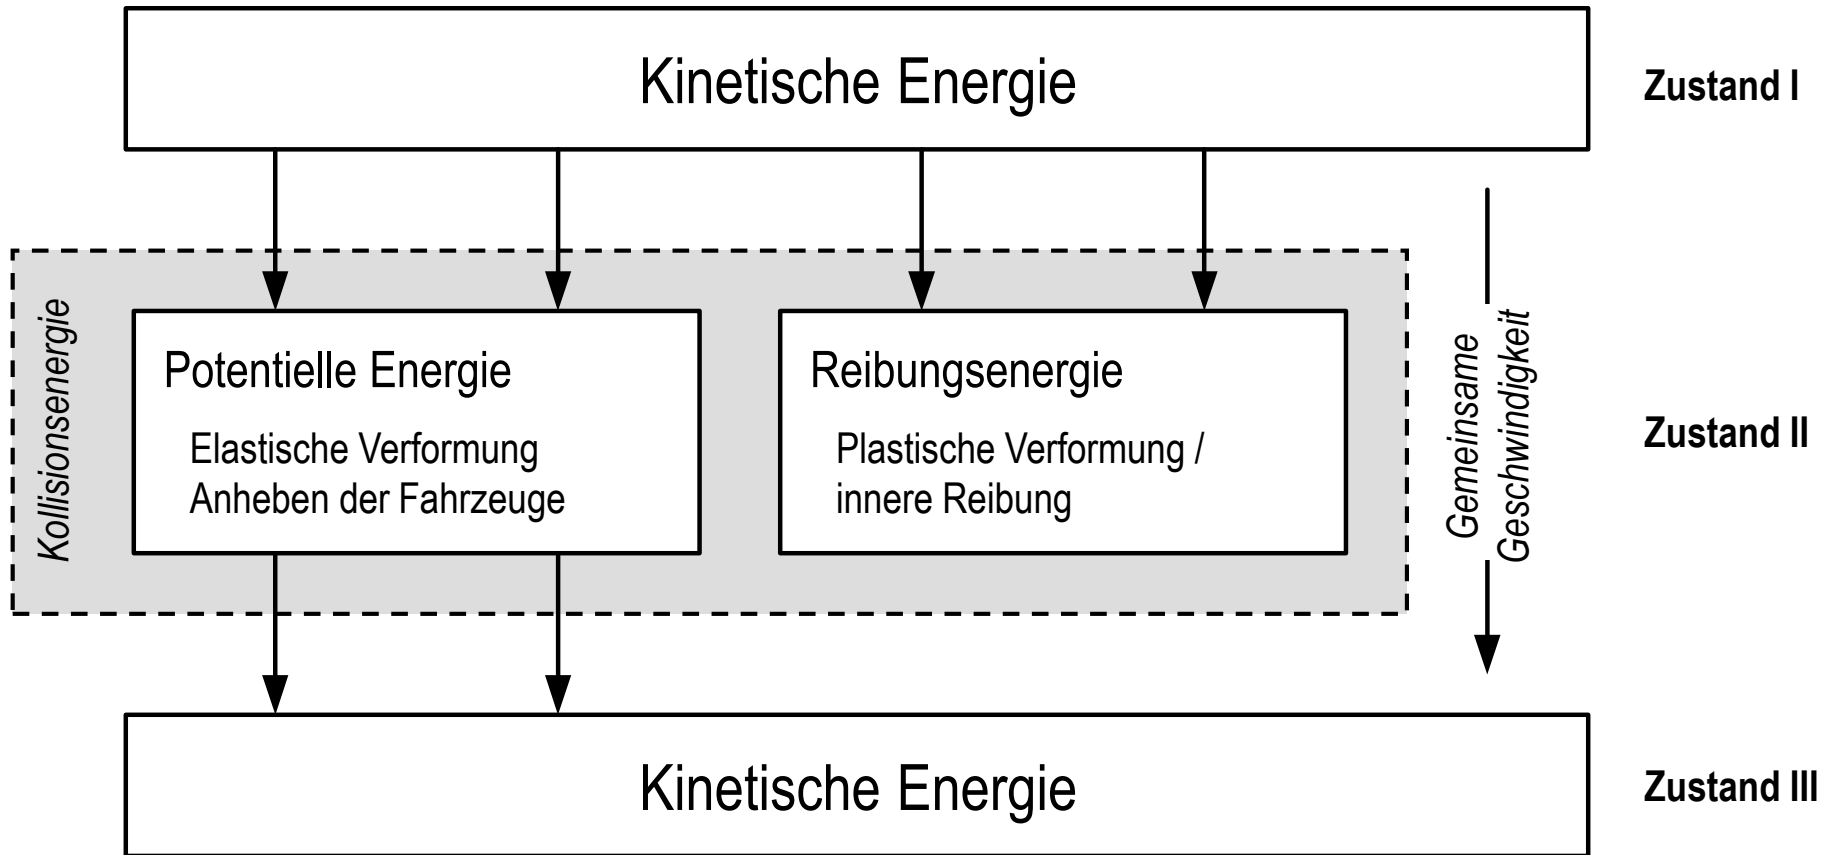 Kinetische Energie
Zustand I
Kollisionsenergie
Potentielle Energie
Elastische Verformung
Anheben der Fahrzeuge
Reibungsenergie
Plastische Verformung /
innere Reibung
Gemeinsame
Geschwindigkeit
Zustand II
Kinetische Energie
Zustand III